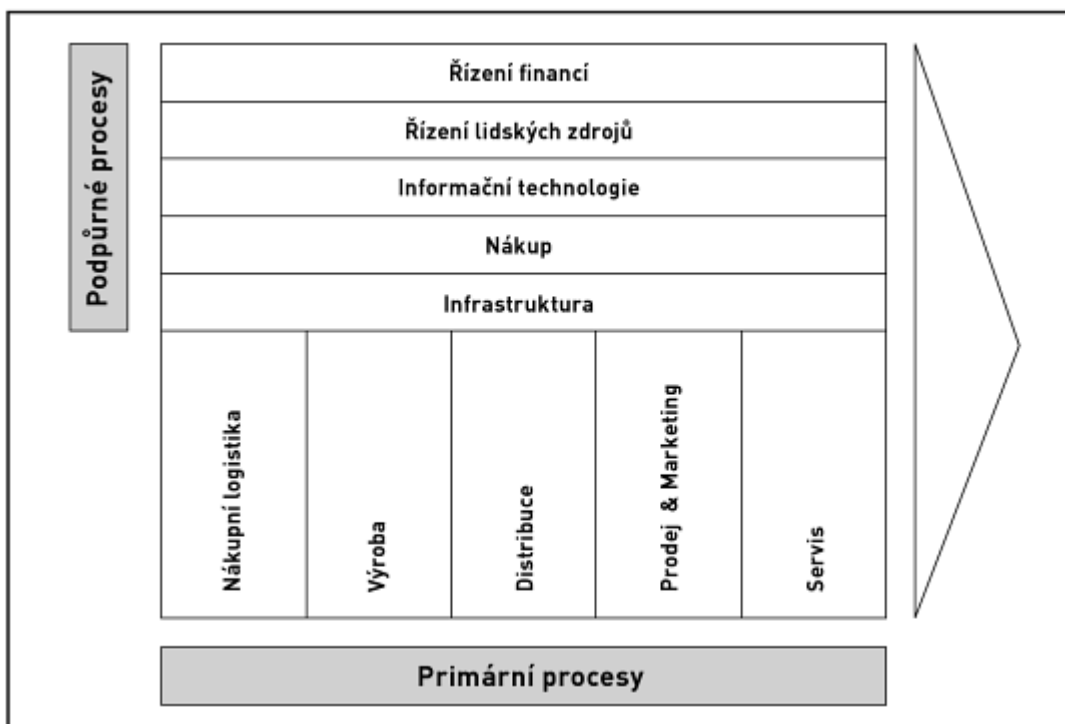 Podpůrné procesy
Řízení financí
Řízení lidských zdrojů
Informační technologie
Nákup
Infrastruktura
Nákupní logistika
Výroba
Distribuce
Prodej & Marketing
Servis
Primární procesy